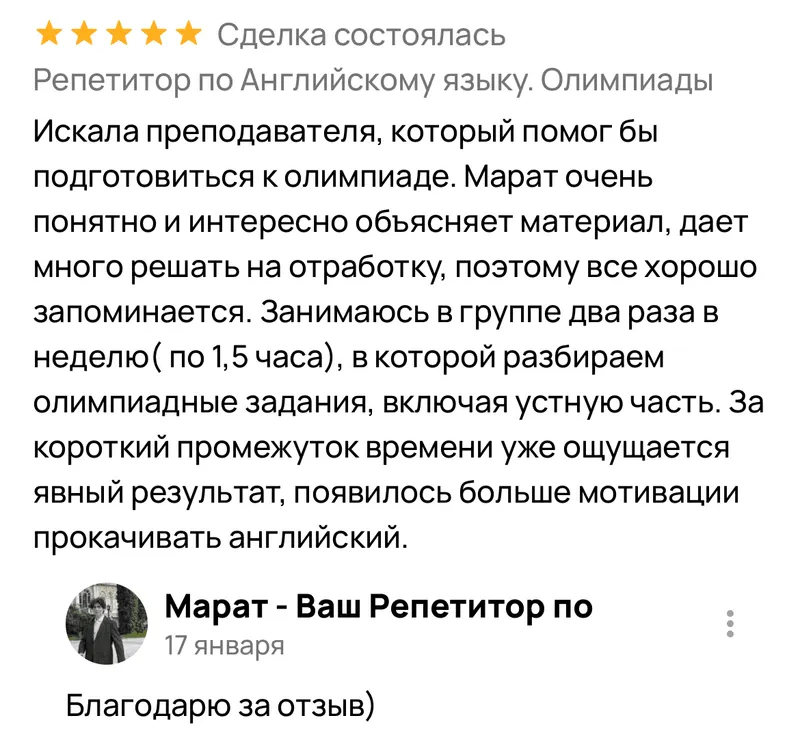 Сделка состоялась
Репетитор по Английскому языку. Олимпиады
Искала преподавателя, который помог бы
подготовиться к олимпиаде. Марат очень
понятно и интересно объясняет материал, дает
много решать на отработку, поэтому все хорошо
запоминается. Занимаюсь в группе два раза в
неделю( по 1,5 часа), в которой разбираем
олимпиадные задания, включая устную часть. За
короткий промежуток времени уже ощущается
явный результат, появилось больше мотивации
прокачивать английский.
Марат - Ваш Репетитор по
17 января
Благодарю за отзыв)